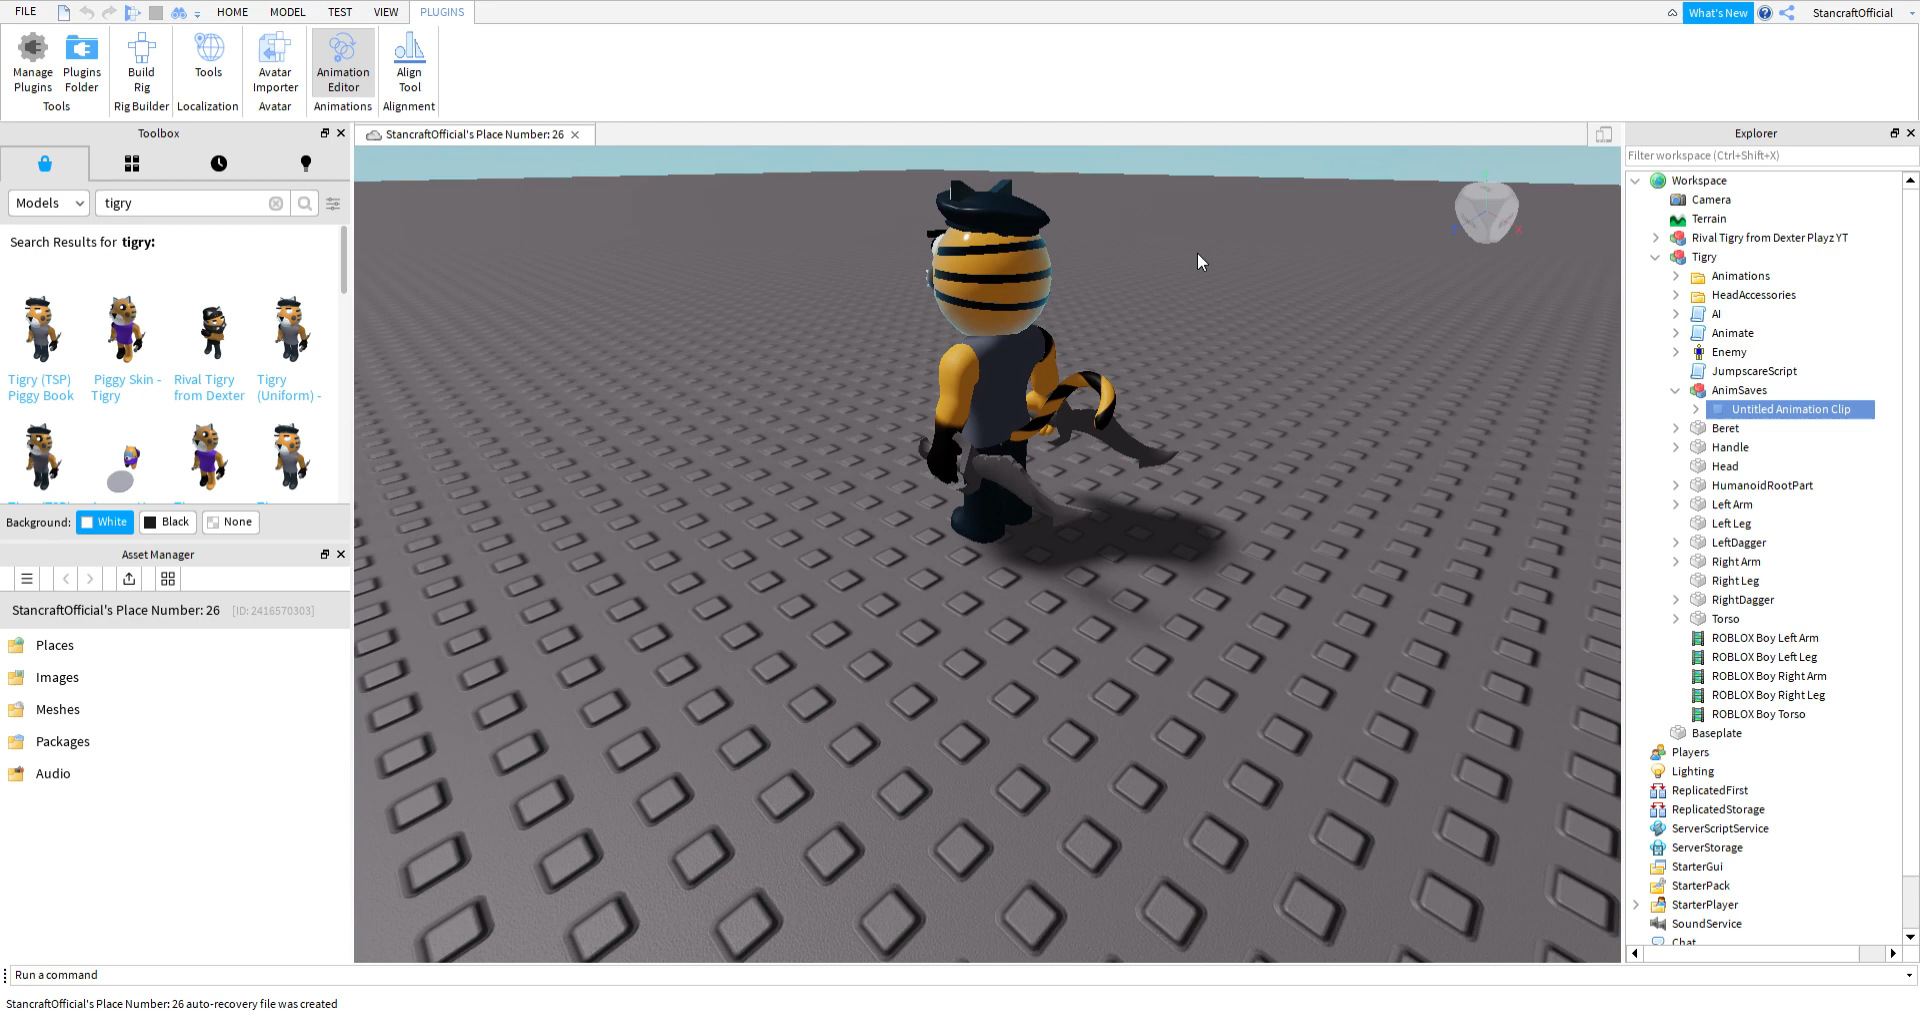 FILE HOME MODEL TEST VIEW PLUGINS What's New StancraftOfficial
Manage Plugins
Plugins Folder
Tools
Build Rig
Rig Builder
Tools
Localization
Avatar Importer
Avatar
Animation Editor
Animations
Align Tool
Alignment
Toolbox
Models
tigry
Search Results for tigry:
Tigry (TSP)
Piggy Book
Piggy Skin -
Tigry
Rival Tigry
from Dexter
Tigry
(Uniform) -
Background: White Black None
Asset Manager
StancraftOfficial's Place Number: 26 [ID: 2416570303]
Places
Images
Meshes
Packages
Audio
StancraftOfficial's Place Number: 26
Explorer
Filter workspace (Ctrl+Shift+X)
Workspace
Camera
Terrain
Rival Tigry from Dexter Playz YT
Tigry
Animations
HeadAccessories
AI
Animate
Enemy
JumpscareScript
AnimSaves
Untitled Animation Clip
Beret
Handle
Head
HumanoidRootPart
Left Arm
Left Leg
LeftDagger
Right Arm
Right Leg
RightDagger
Torso
ROBLOX Boy Left Arm
ROBLOX Boy Left Leg
ROBLOX Boy Right Arm
ROBLOX Boy Right Leg
ROBLOX Boy Torso
Baseplate
Players
Lighting
ReplicatedFirst
ReplicatedStorage
ServerScriptService
ServerStorage
StarterGui
StarterPack
StarterPlayer
SoundService
Chat
Run a command
StancraftOfficial's Place Number: 26 auto-recovery file was created